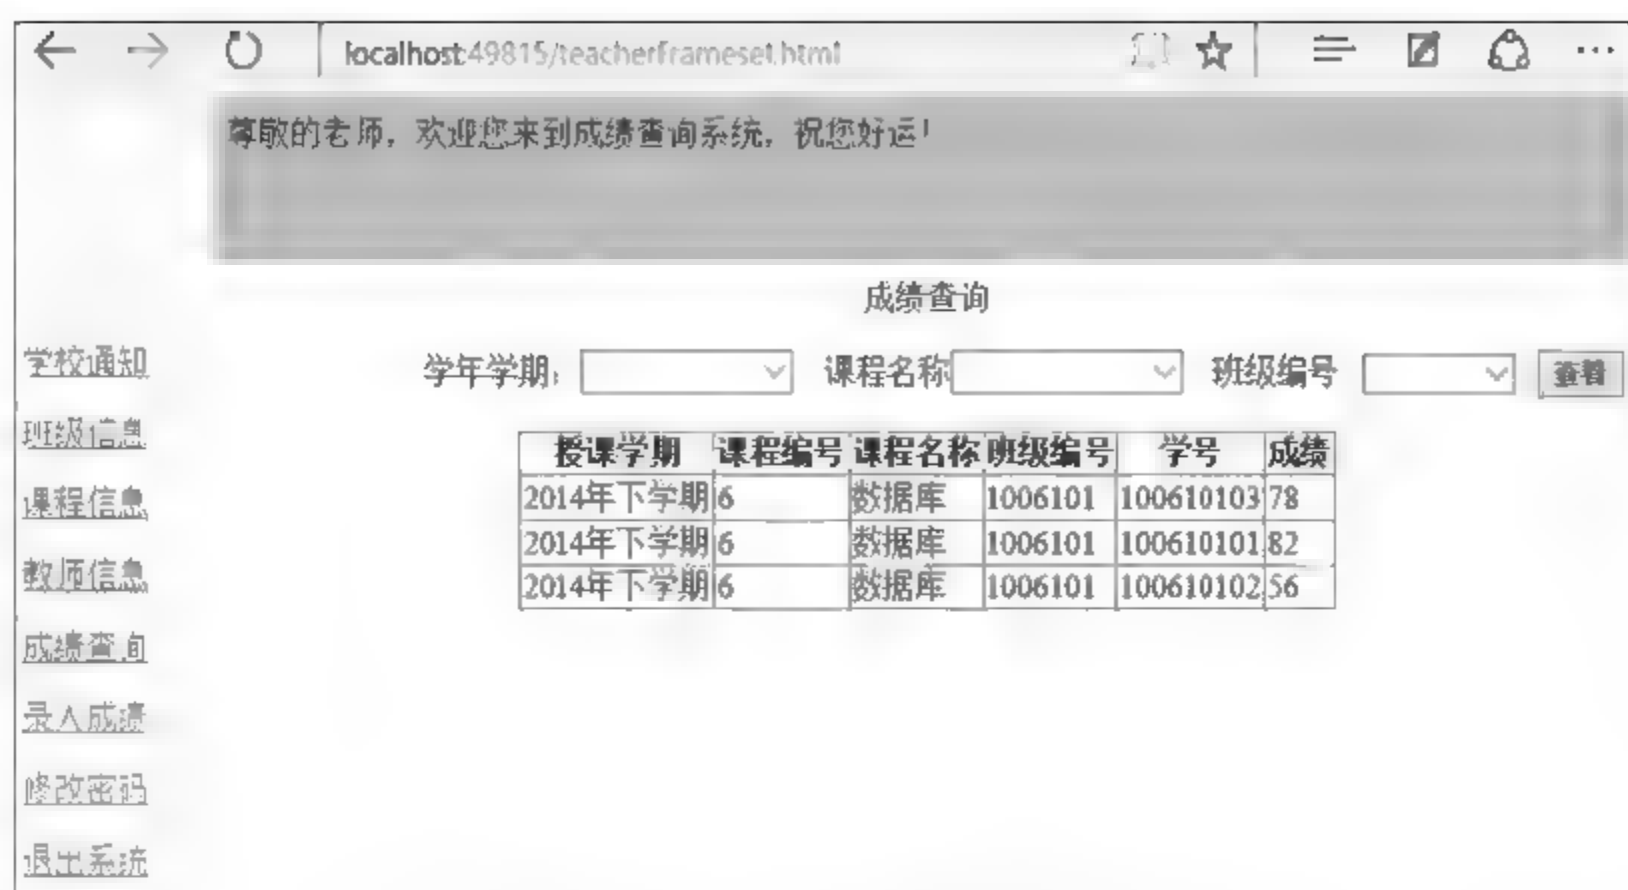 localhost:49815/teacherframeset.html
尊敬的老师，欢迎您来到成绩查询系统，祝您好运！
成绩查询
学年学期： 课程名称 班级编号 查看
授课学期 课程编号 课程名称 班级编号 学号 成绩
2014年下学期 6 数据库 1006101 100610103 78
2014年下学期 6 数据库 1006101 100610101 82
2014年下学期 6 数据库 1006101 100610102 56
学校通知
班级信息
课程信息
教师信息
成绩查询
录入成绩
修改密码
退出系统